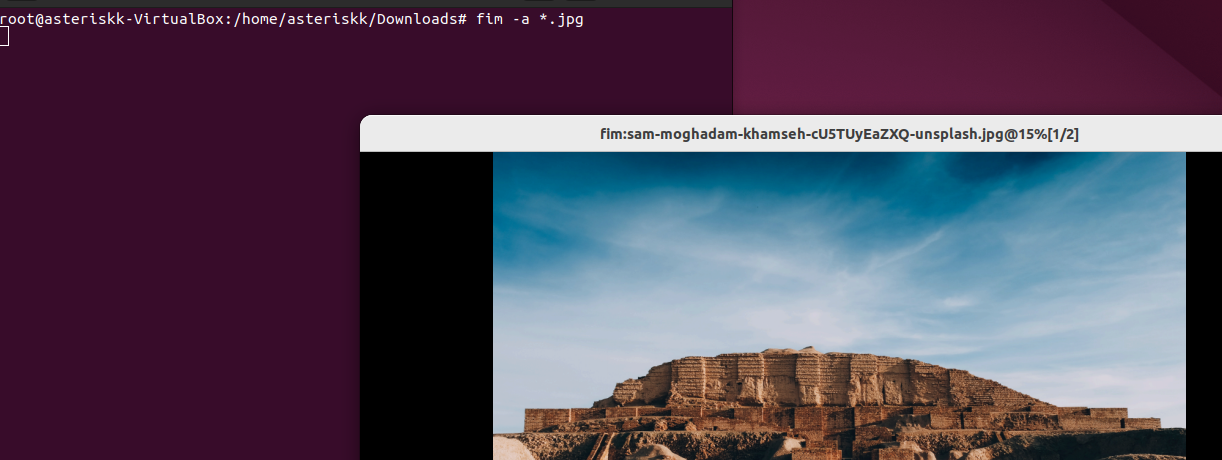 root@asteriskk-VirtualBox:/home/asteriskk/Downloads# fim -a *.jpg
fim:sam-moghadam-khamseh-cU5TUyEaZXQ-unsplash.jpg@15%[1/2]